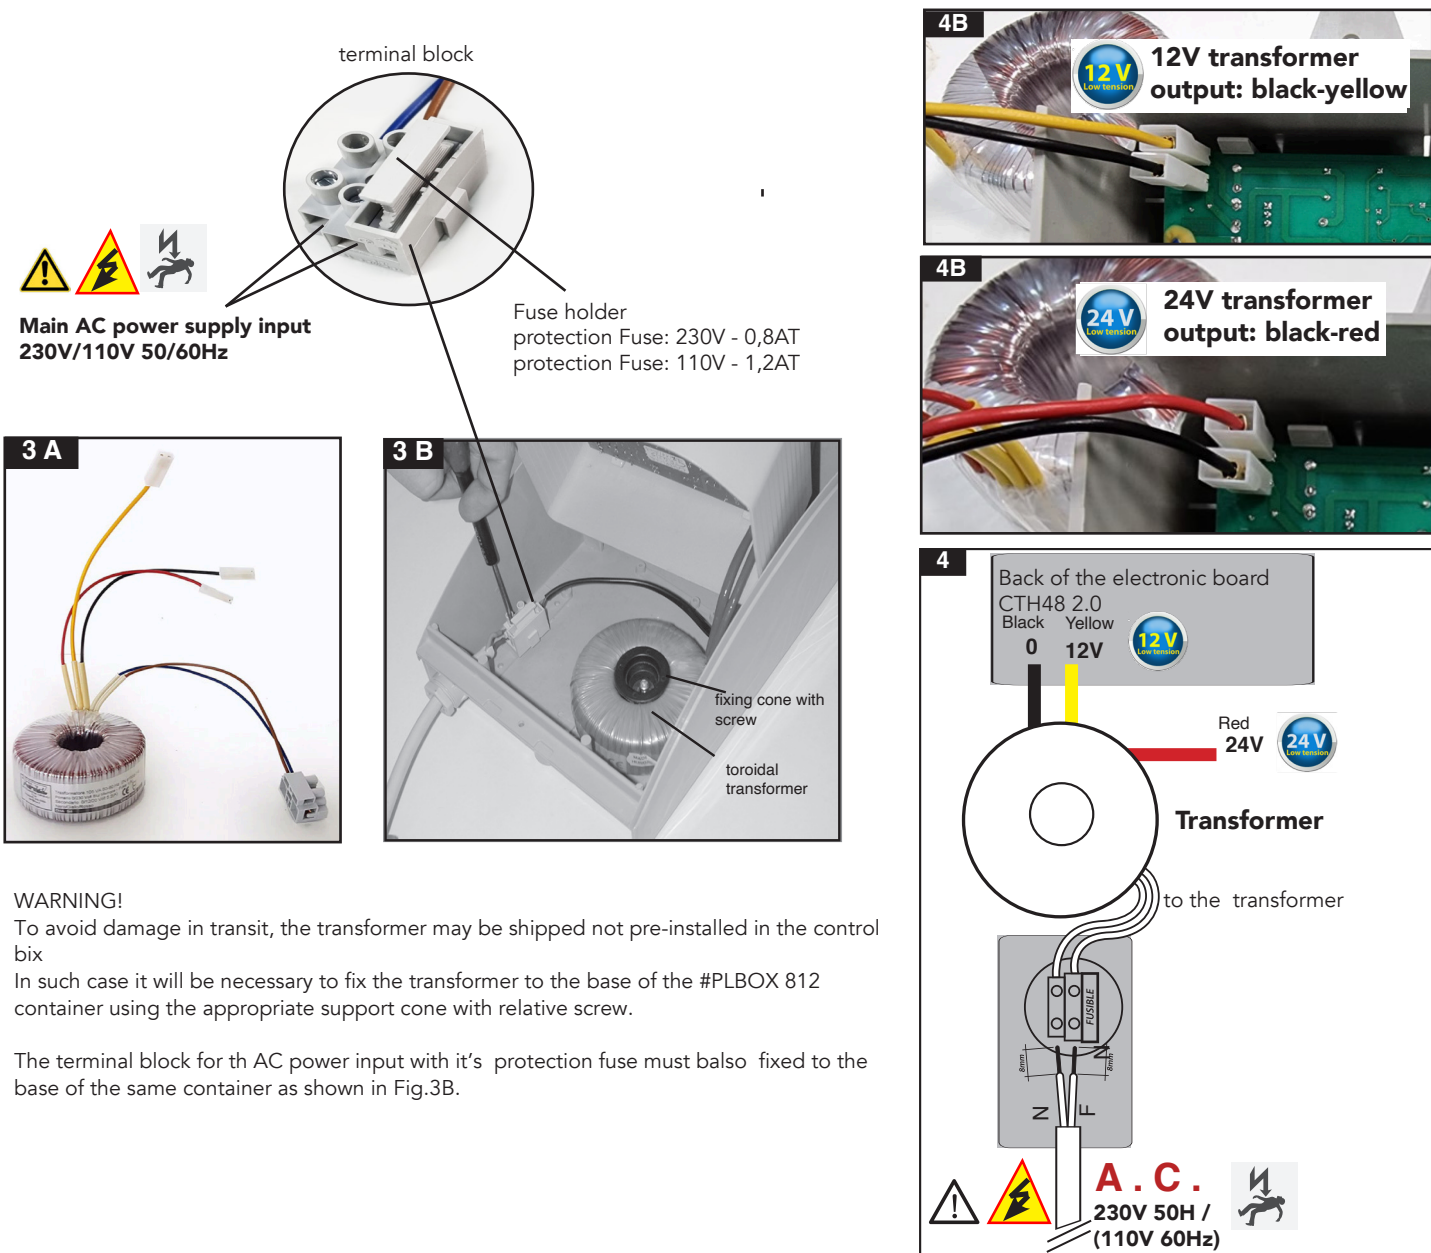 terminal block
Main AC power supply input
230V/110V 50/60Hz
Fuse holder
protection Fuse: 230V - 0,8AT
protection Fuse: 110V - 1,2AT
3 A
3 B
fixing cone with
screw
toroidal
transformer
WARNING!
To avoid damage in transit, the transformer may be shipped not pre-installed in the control
bix
In such case it will be necessary to fix the transformer to the base of the #PLBOX 812
container using the appropriate support cone with relative screw.
The terminal block for th AC power input with it's protection fuse must balso fixed to the
base of the same container as shown in Fig.3B.
4B
12 V
Low tension
12V transformer
output: black-yellow
4B
24 V
Low tension
24V transformer
output: black-red
4
Back of the electronic board
CTH48 2.0
Black Yellow
0 12V
12 V
Low tension
Red
24V
24 V
Low tension
Transformer
to the transformer
FUSIBLE
N
8mm
8mm
N
F
A . C .
230V 50H /
(110V 60Hz)